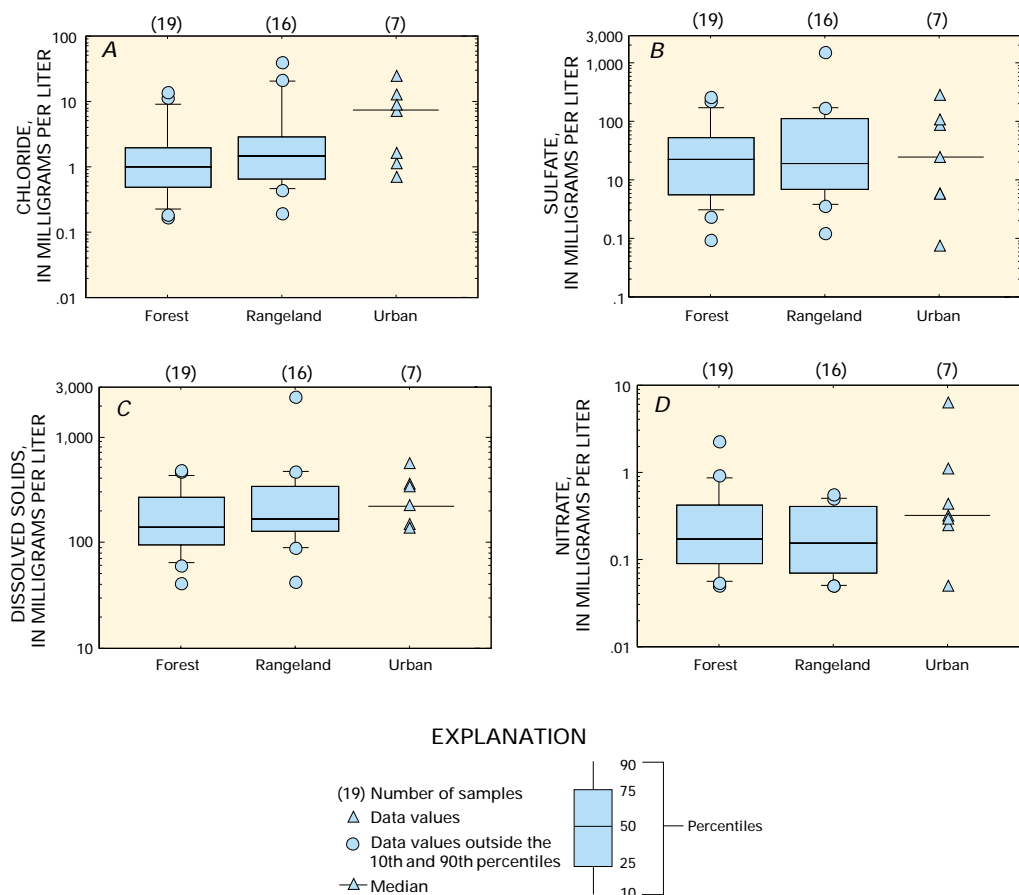 (19) (16) (7)
A
100
10
1
0.1
.01
CHLORIDE,
IN MILLIGRAMS PER LITER
Forest Rangeland Urban
(19) (16) (7)
B
3,000
1,000
100
10
0.1
.1
SULFATE,
IN MILLIGRAMS PER LITER
Forest Rangeland Urban
(19) (16) (7)
C
3,000
1,000
100
10
DISSOLVED SOLIDS,
IN MILLIGRAMS PER LITER
Forest Rangeland Urban
(19) (16) (7)
D
10
1
0.1
.01
NITRATE,
IN MILLIGRAMS PER LITER
Forest Rangeland Urban
EXPLANATION
(19) Number of samples
Data values
Data values outside the
10th and 90th percentiles
Median
90
75
50
25
10
Percentiles